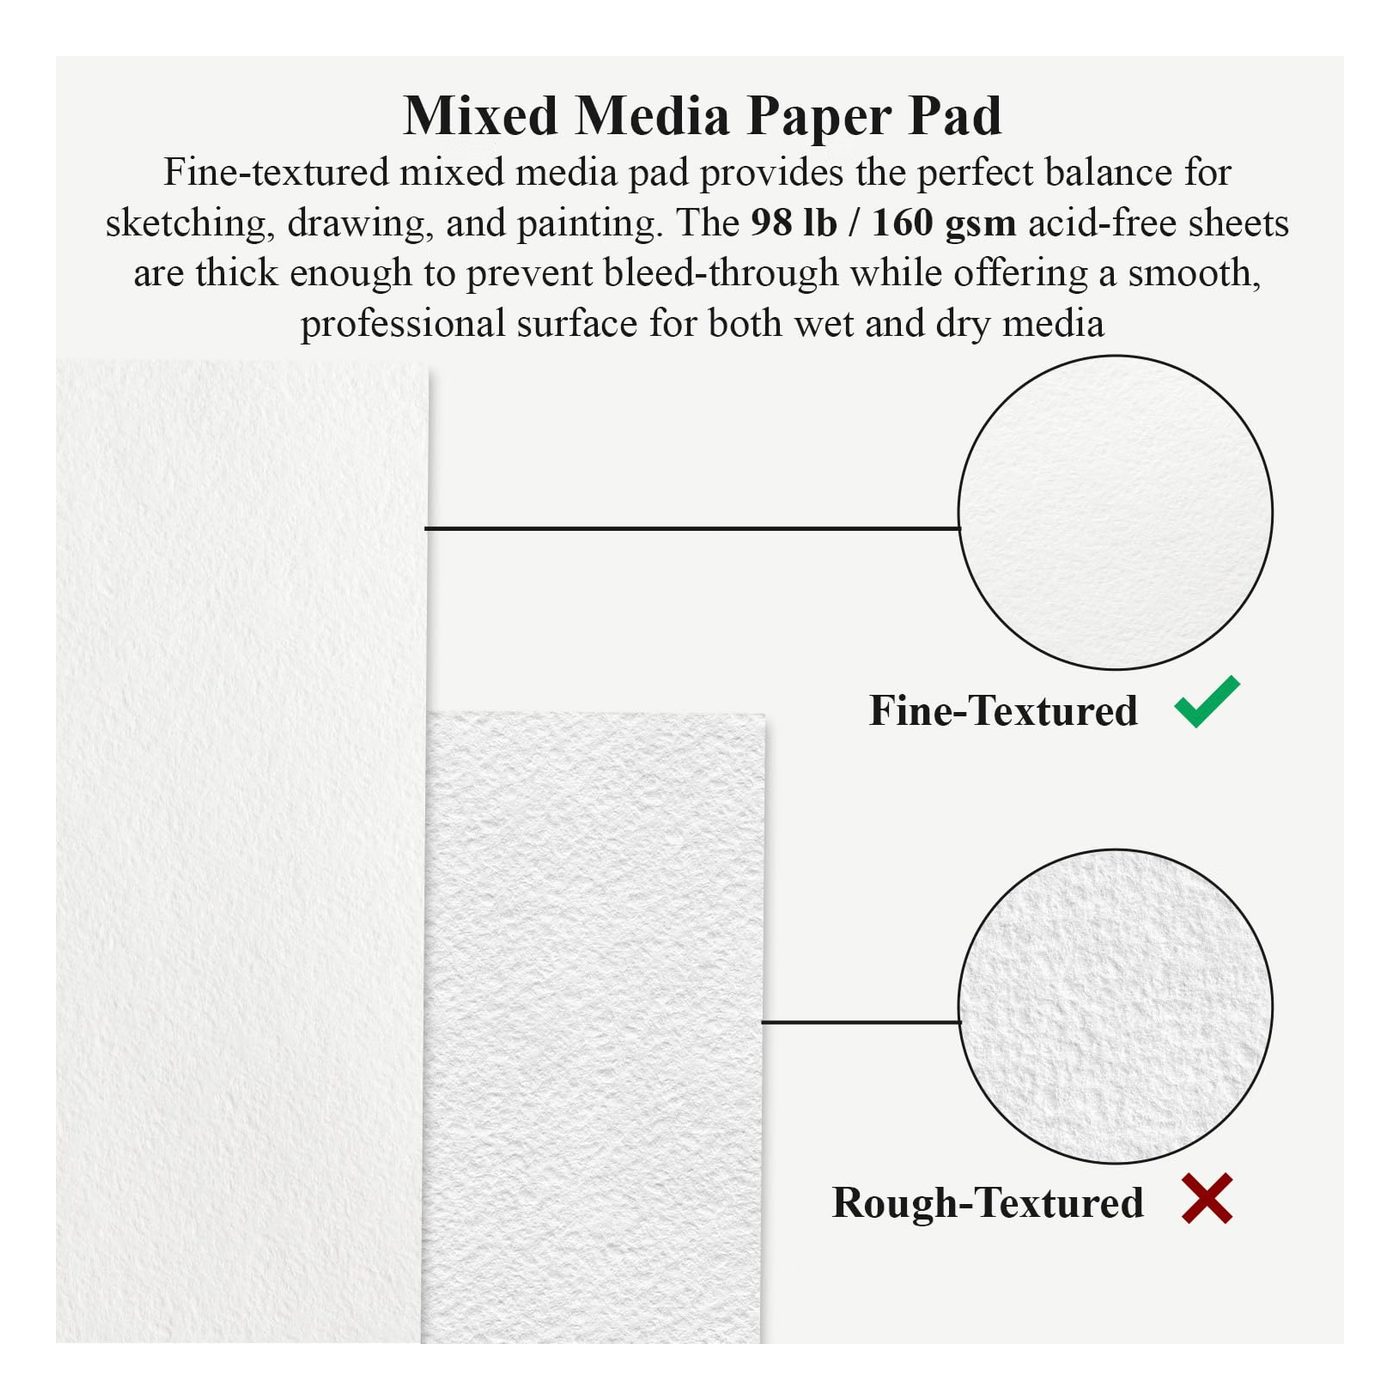 Mixed Media Paper Pad
Fine-textured mixed media pad provides the perfect balance for
sketching, drawing, and painting. The 98 lb / 160 gsm acid-free sheets
are thick enough to prevent bleed-through while offering a smooth,
professional surface for both wet and dry media
Fine-Textured
Rough-Textured